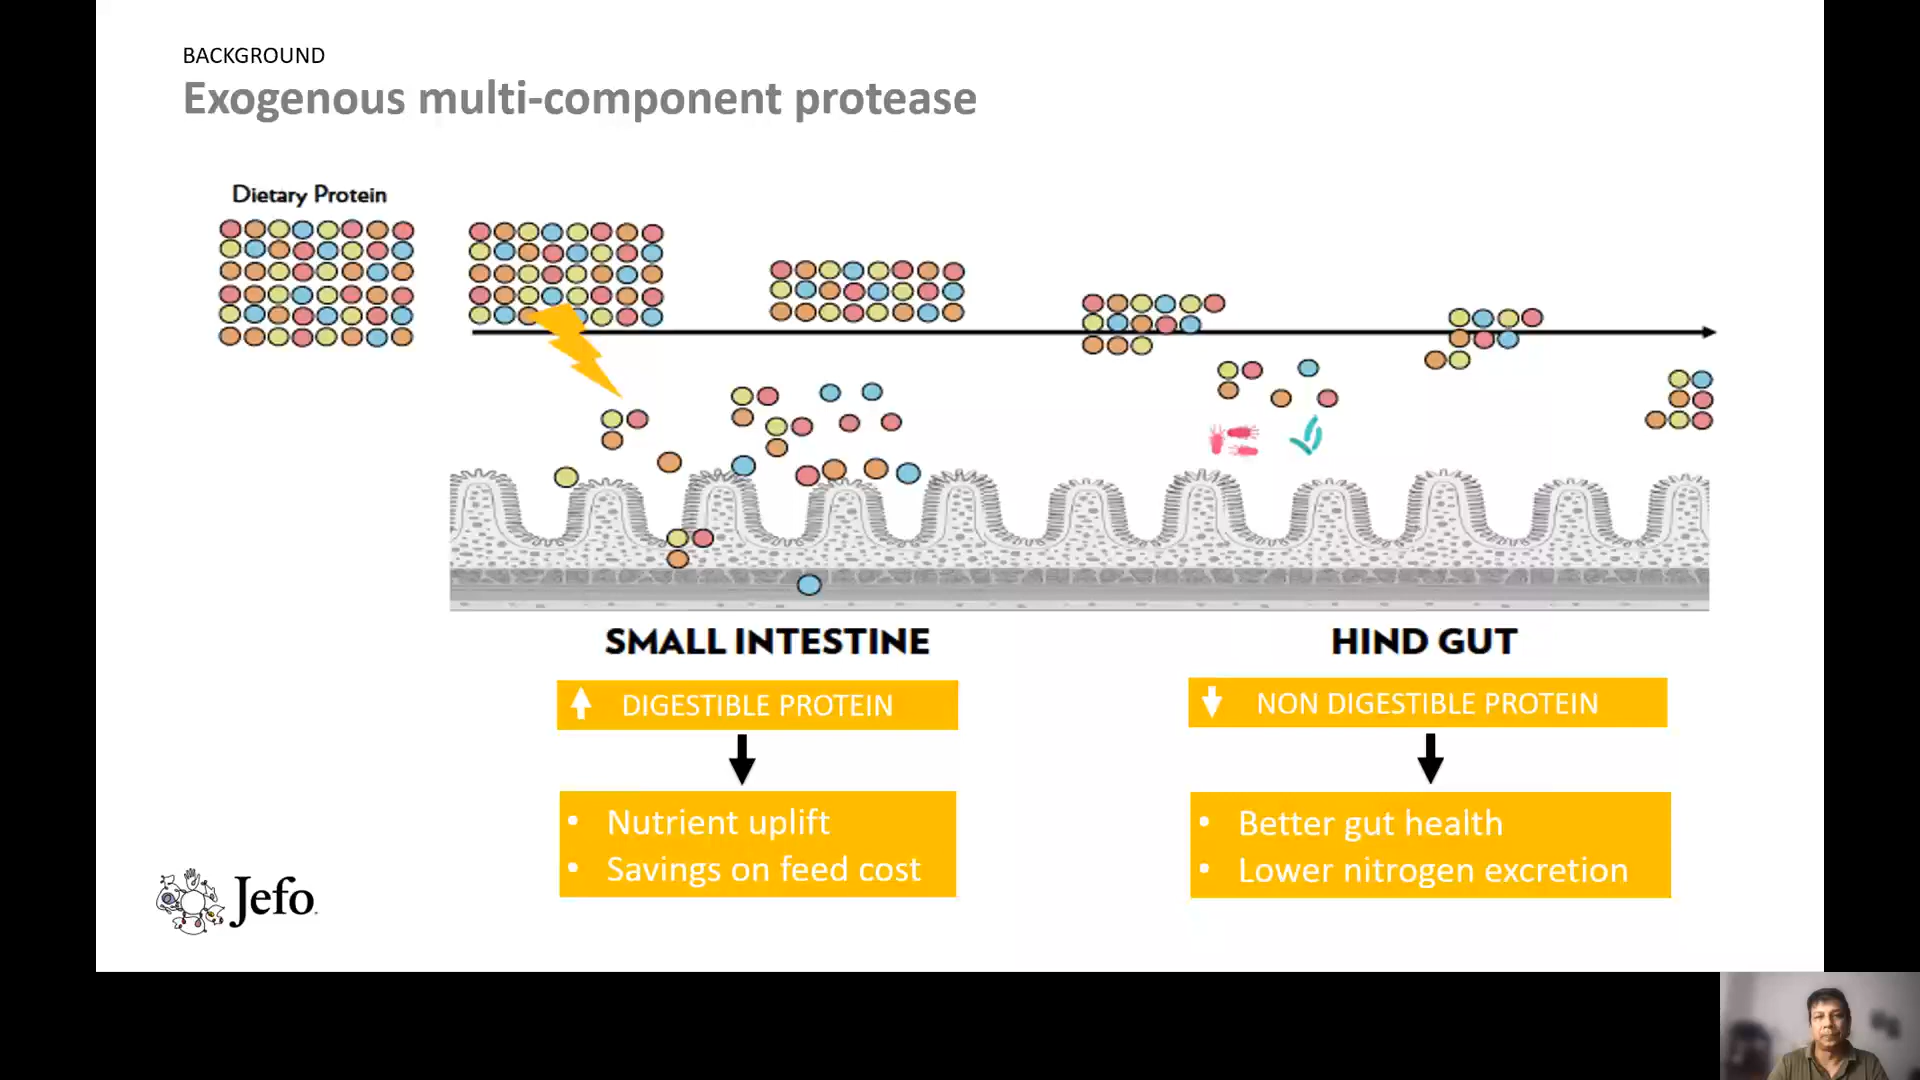 BACKGROUND
Exogenous multi-component protease
Dietary Protein
SMALL INTESTINE
HIND GUT
DIGESTIBLE PROTEIN
NON DIGESTIBLE PROTEIN
• Nutrient uplift
• Savings on feed cost
• Better gut health
• Lower nitrogen excretion
Jefo